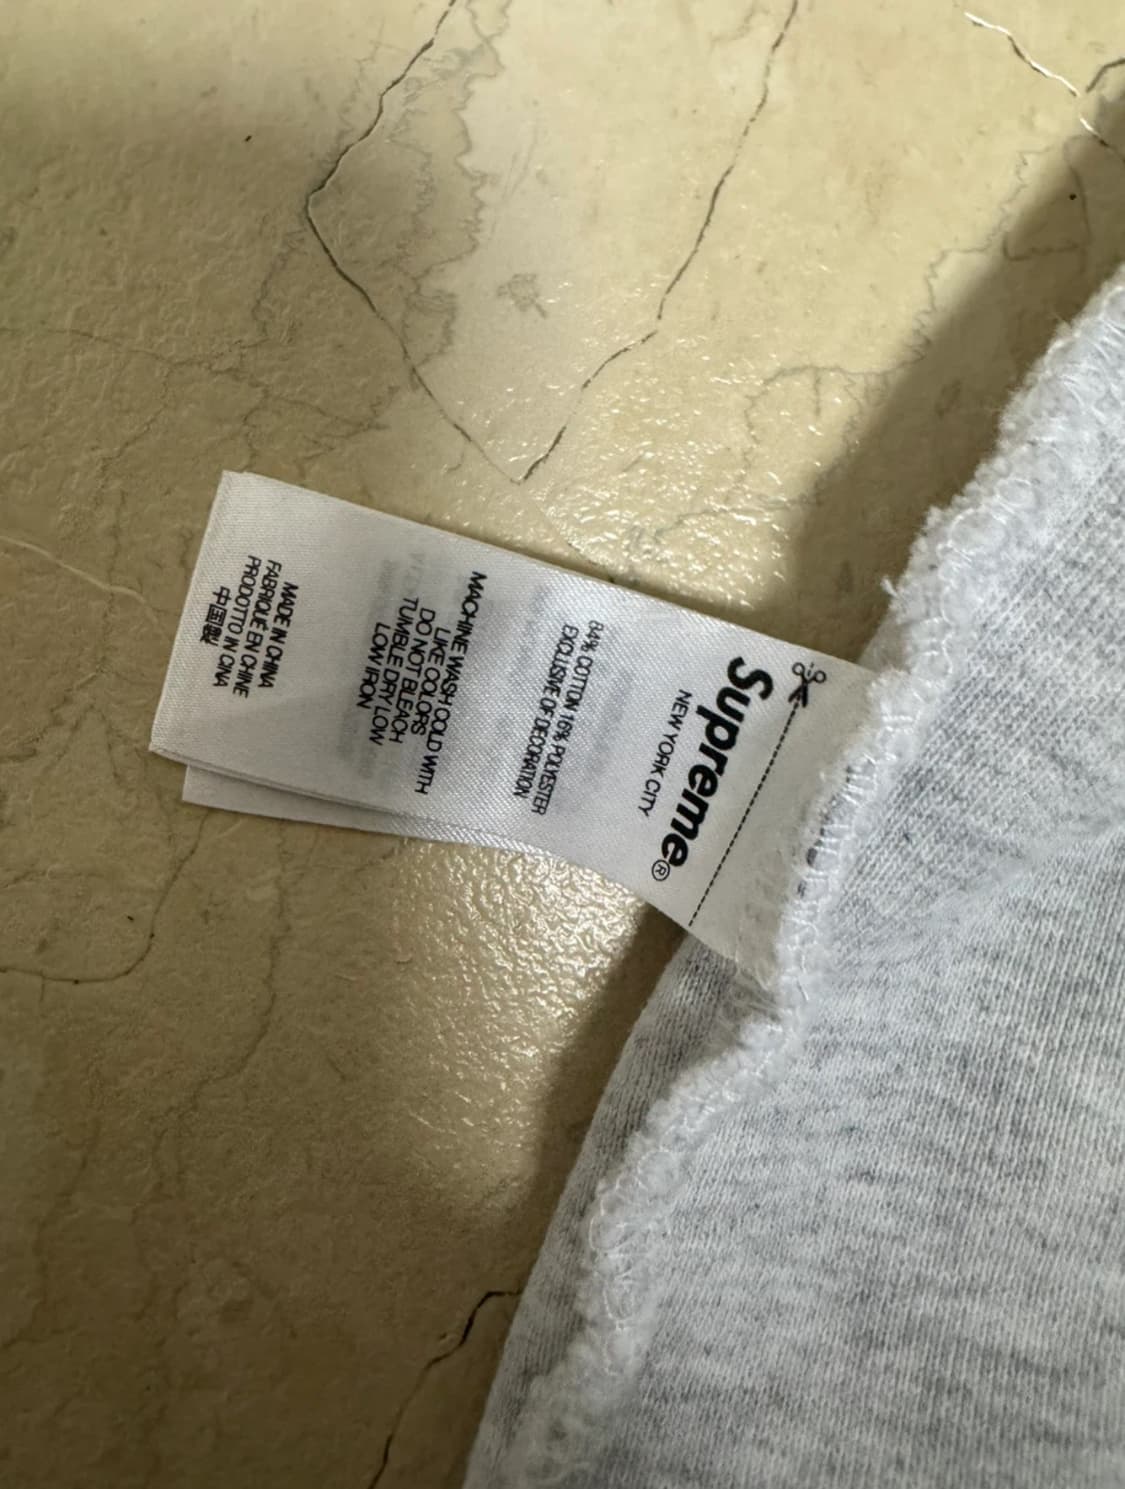 Supreme®
NEW YORK CITY
84% COTTON 16% POLYESTER
EXCLUSIVE OF DECORATION
MACHINE WASH COLD WITH
LIKE COLORS
DO NOT BLEACH
TUMBLE DRY LOW
LOW IRON
MADE IN CHINA
FABRIQUE EN CHINE
PRODOTTO IN CINA
中国製